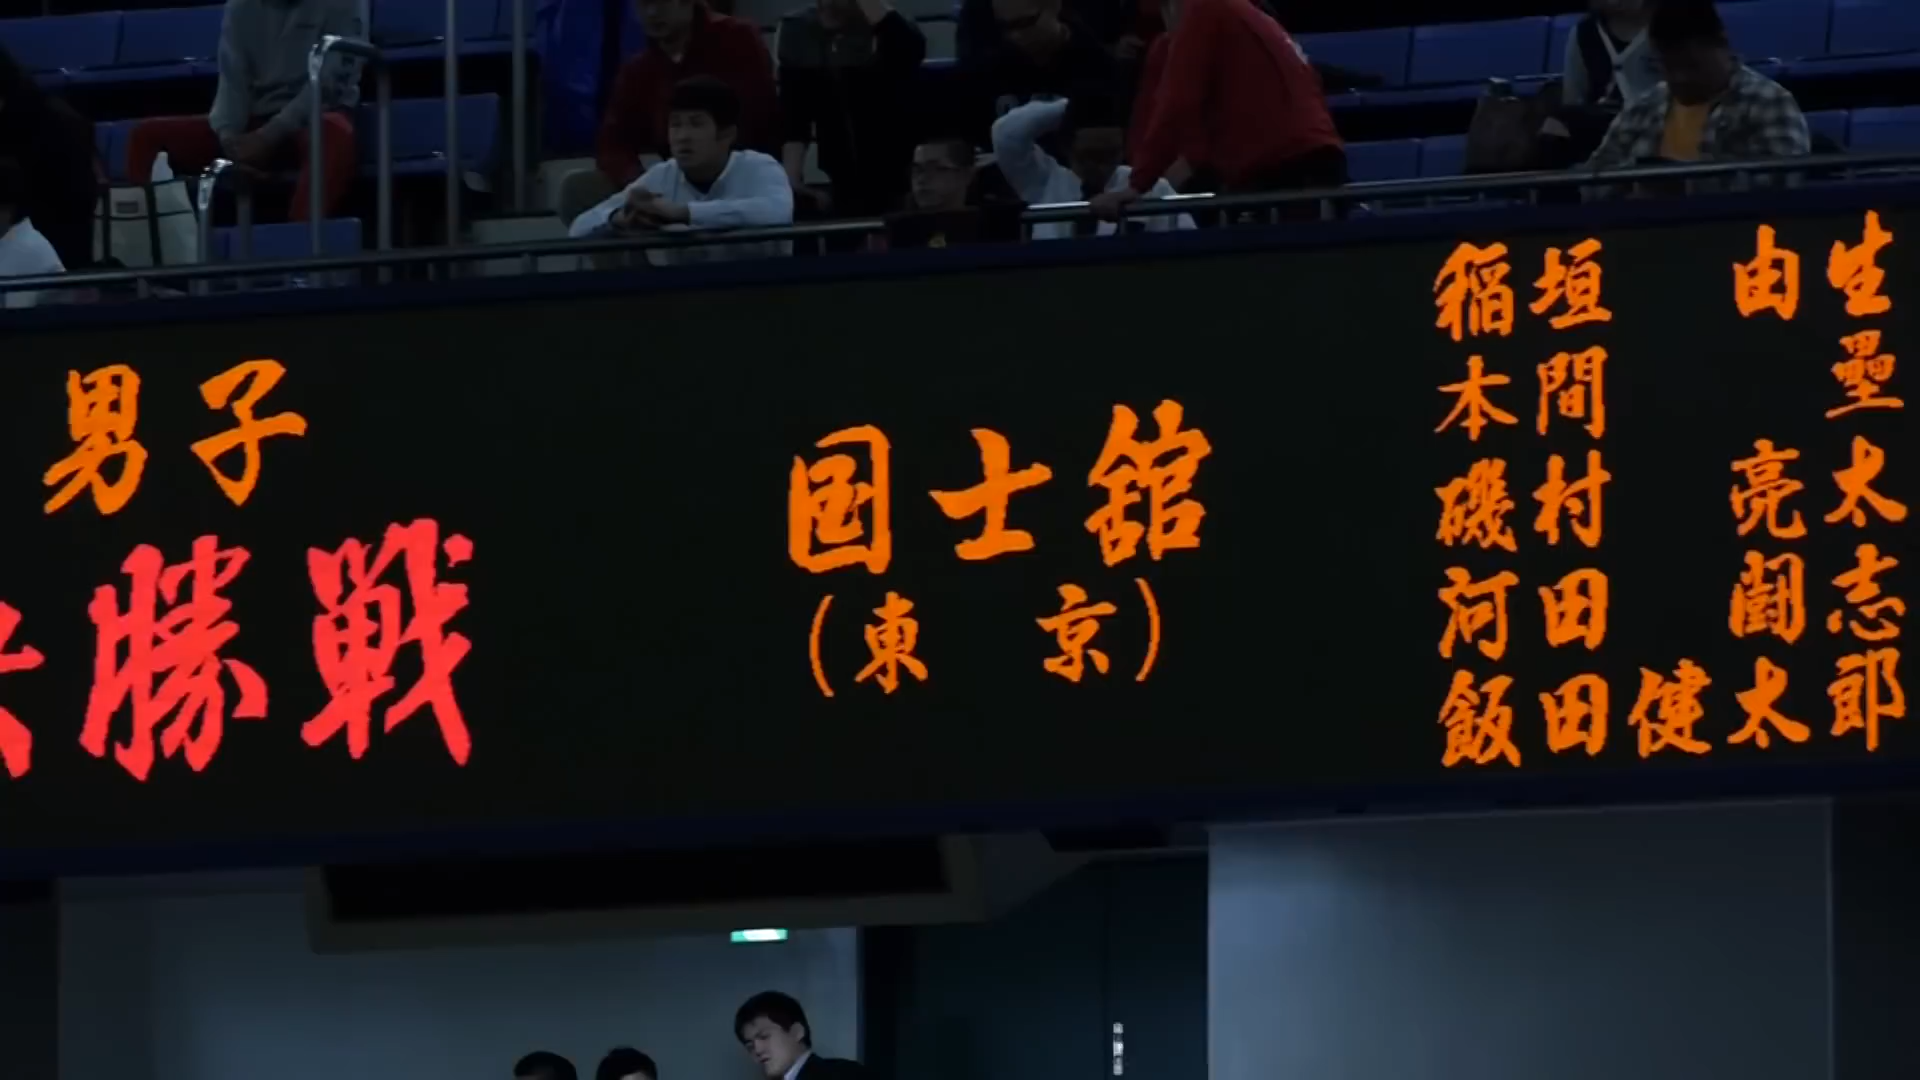 男子
勝戦
国士舘
(東 京)
稲垣 由生
本間 壘
磯村 亮太
河田 闘志
飯田健太郎